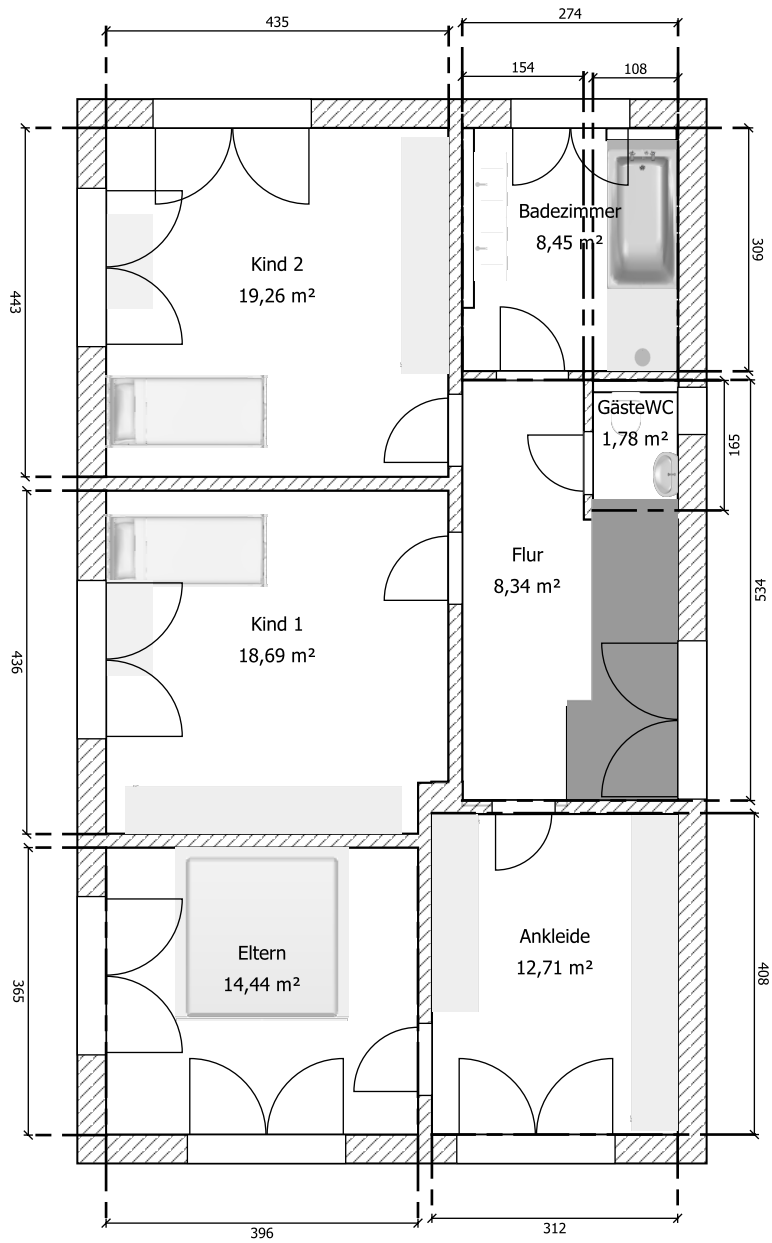 435
274
154
108
Badezimmer
8,45 m²
309
Kind 2
19,26 m²
443
GästeWC
1,78 m²
165
Flur
8,34 m²
534
Kind 1
18,69 m²
436
Eltern
14,44 m²
365
Ankleide
12,71 m²
408
396
312